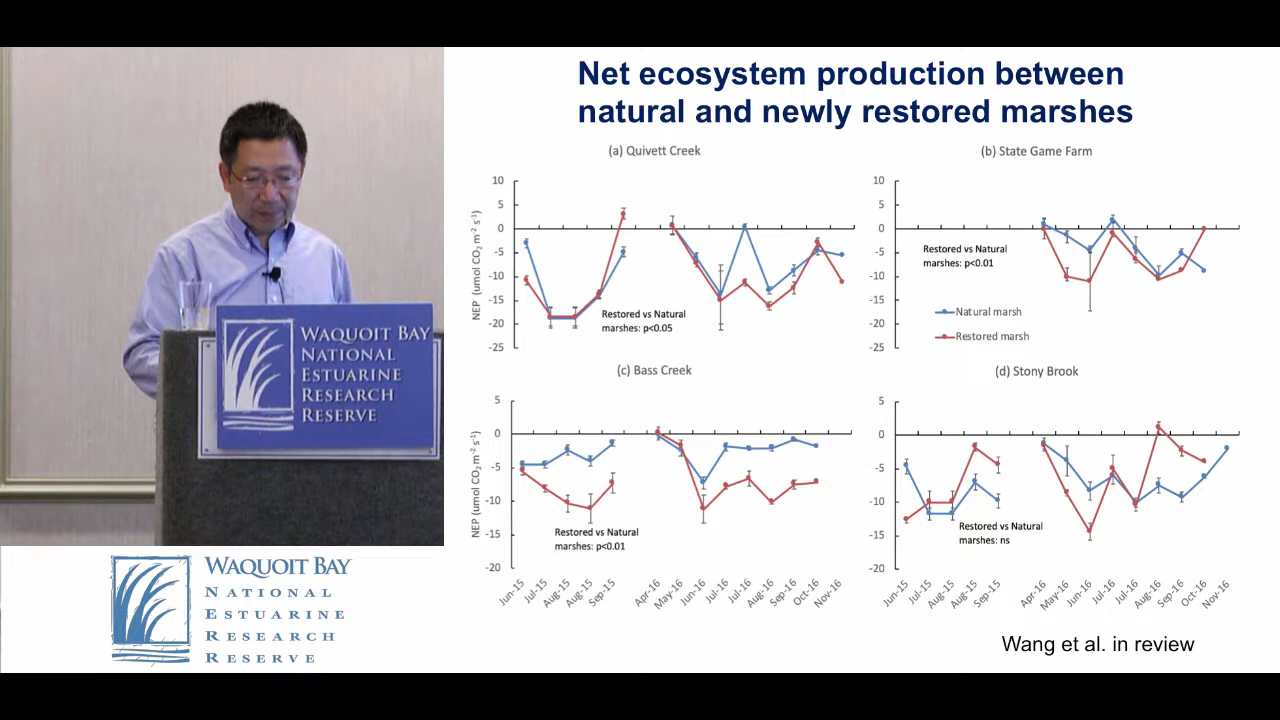 Net ecosystem production between
natural and newly restored marshes
(a) Quivett Creek
(b) State Game Farm
10
5
0
-5
-10
-15
-20
-25
NEP (umol CO₂ m⁻² s⁻¹)
Restored vs Natural
marshes: p<0.05
10
5
0
-5
-10
-15
-20
-25
Restored vs Natural
marshes: p<0.01
Natural marsh
Restored marsh
(c) Bass Creek
(d) Stony Brook
5
0
-5
-10
-15
-20
NEP (umol CO₂ m⁻² s⁻¹)
Restored vs Natural
marshes: p<0.01
Jun-15
Jul-15
Aug-15
Aug-15
Sep-15
Apr-16
May-16
Jun-16
Jul-16
Jul-16
Aug-16
Sep-16
Oct-16
Nov-16
5
0
-5
-10
-15
-20
Restored vs Natural
marshes: ns
Jun-15
Jul-15
Aug-15
Aug-15
Sep-15
Apr-16
May-16
Jun-16
Jul-16
Jul-16
Aug-16
Sep-16
Oct-16
Nov-16
Wang et al. in review
WAQUOIT BAY
NATIONAL
ESTUARINE
RESEARCH
RESERVE
WAQUOIT BAY
NATIONAL
ESTUARINE
RESEARCH
RESERVE